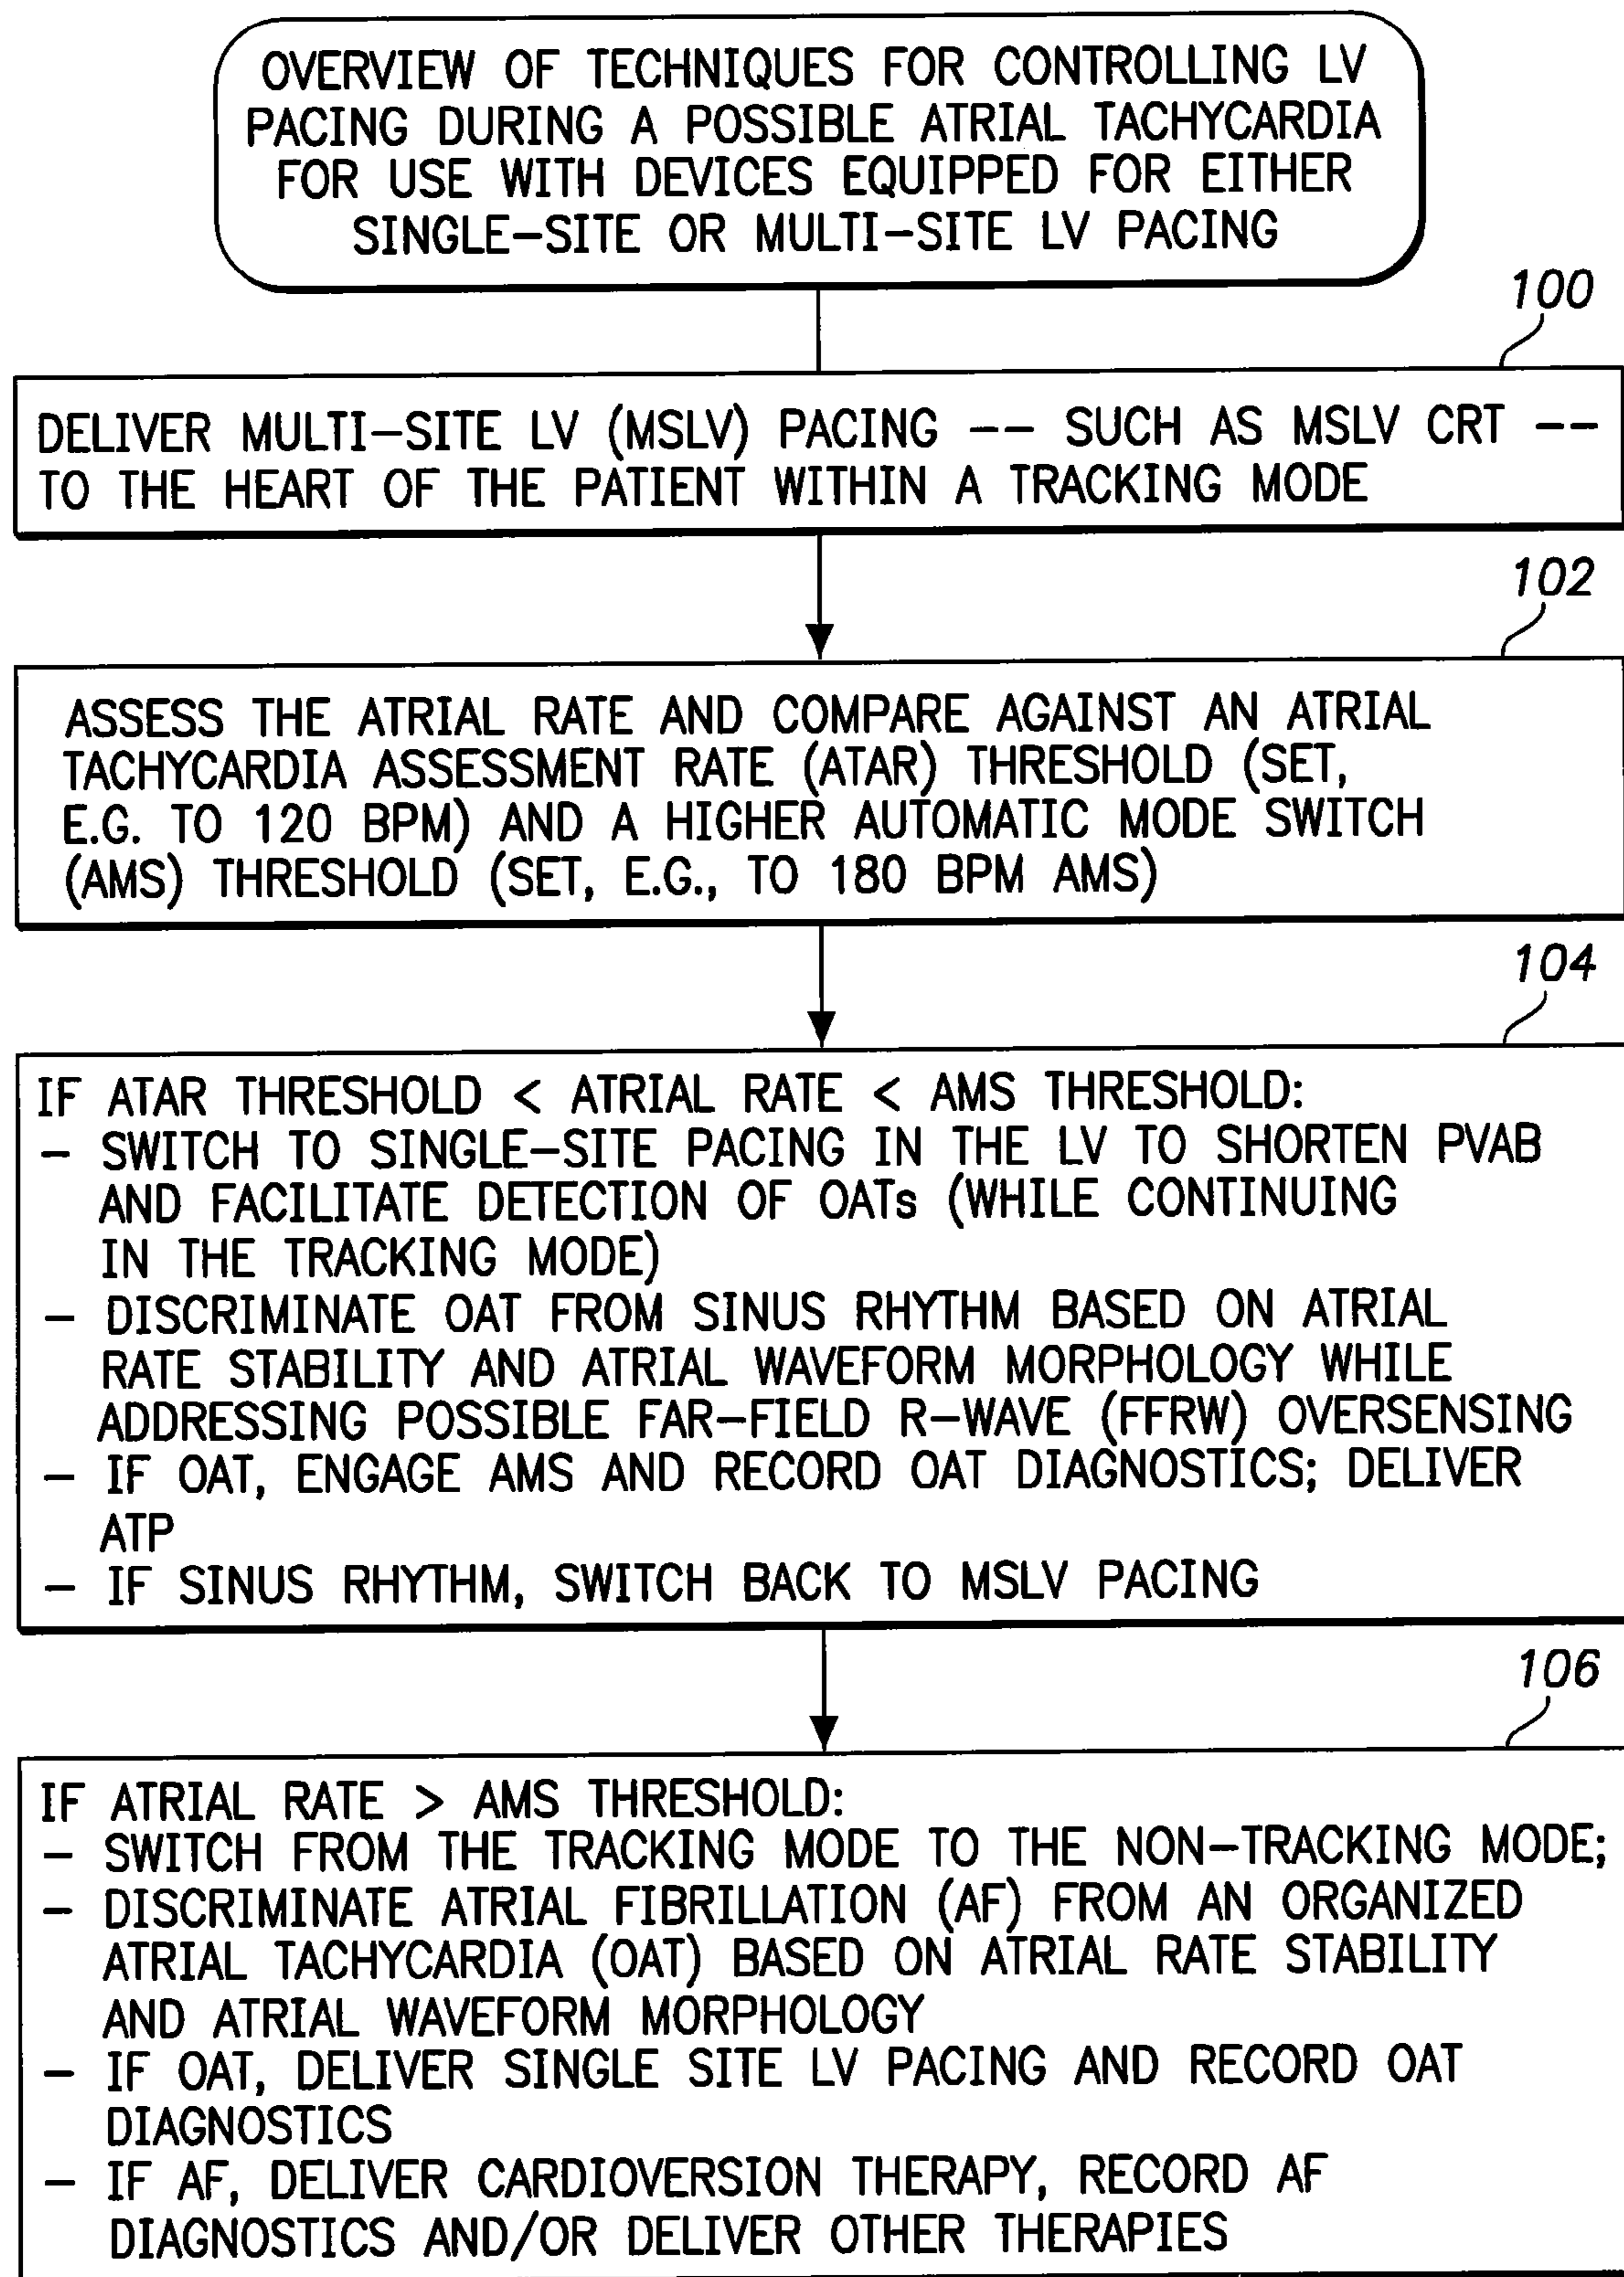 OVERVIEW OF TECHNIQUES FOR CONTROLLING LV
PACING DURING A POSSIBLE ATRIAL TACHYCARDIA
FOR USE WITH DEVICES EQUIPPED FOR EITHER
SINGLE-SITE OR MULTI-SITE LV PACING
100
DELIVER MULTI-SITE LV (MSLV) PACING -- SUCH AS MSLV CRT --
TO THE HEART OF THE PATIENT WITHIN A TRACKING MODE
102
ASSESS THE ATRIAL RATE AND COMPARE AGAINST AN ATRIAL
TACHYCARDIA ASSESSMENT RATE (ATAR) THRESHOLD (SET,
E.G. TO 120 BPM) AND A HIGHER AUTOMATIC MODE SWITCH
(AMS) THRESHOLD (SET, E.G., TO 180 BPM AMS)
104
IF ATAR THRESHOLD < ATRIAL RATE < AMS THRESHOLD:
- SWITCH TO SINGLE-SITE PACING IN THE LV TO SHORTEN PVAB
AND FACILITATE DETECTION OF OATs (WHILE CONTINUING
IN THE TRACKING MODE)
- DISCRIMINATE OAT FROM SINUS RHYTHM BASED ON ATRIAL
RATE STABILITY AND ATRIAL WAVEFORM MORPHOLOGY WHILE
ADDRESSING POSSIBLE FAR-FIELD R-WAVE (FFRW) OVERSENSING
- IF OAT, ENGAGE AMS AND RECORD OAT DIAGNOSTICS; DELIVER
ATP
- IF SINUS RHYTHM, SWITCH BACK TO MSLV PACING
106
IF ATRIAL RATE > AMS THRESHOLD:
- SWITCH FROM THE TRACKING MODE TO THE NON-TRACKING MODE;
- DISCRIMINATE ATRIAL FIBRILLATION (AF) FROM AN ORGANIZED
ATRIAL TACHYCARDIA (OAT) BASED ON ATRIAL RATE STABILITY
AND ATRIAL WAVEFORM MORPHOLOGY
- IF OAT, DELIVER SINGLE SITE LV PACING AND RECORD OAT
DIAGNOSTICS
- IF AF, DELIVER CARDIOVERSION THERAPY, RECORD AF
DIAGNOSTICS AND/OR DELIVER OTHER THERAPIES